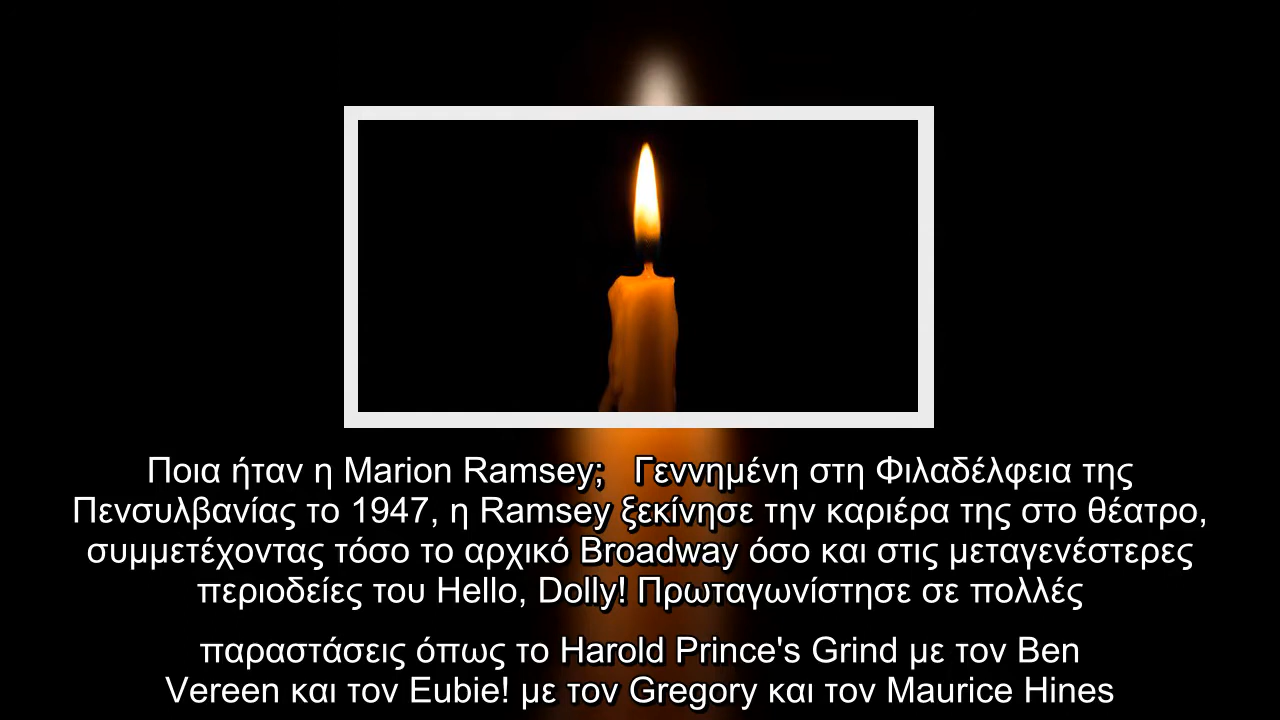 Ποια ήταν η Marion Ramsey;   Γεννημένη στη Φιλαδέλφεια της
Πενσυλβανίας το 1947, η Ramsey ξεκίνησε την καριέρα της στο θέατρο,
συμμετέχοντας τόσο το αρχικό Broadway όσο και στις μεταγενέστερες
περιοδείες του Hello, Dolly! Πρωταγωνίστησε σε πολλές
παραστάσεις όπως το Harold Prince's Grind με τον Ben
Vereen και τον Eubie! με τον Gregory και τον Maurice Hines